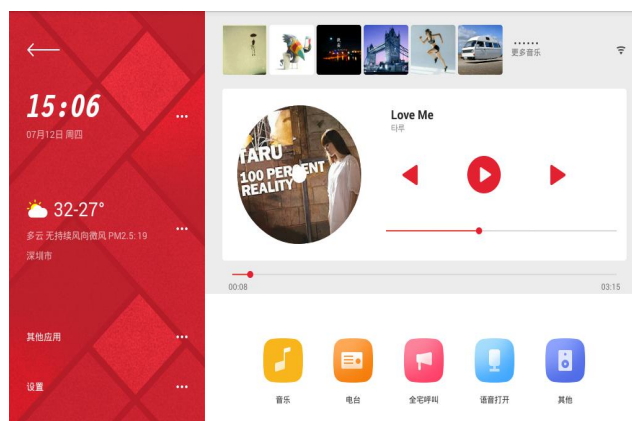 15:06
07月12日 周四
32-27°
多云 无持续风向微风 PM2.5: 19
深圳市
其他应用
设置
更多音乐
TARU
100 PERCENT
REALITY
Love Me
타루
00:08
03:15
音乐
电台
全宅呼叫
语音打开
其他